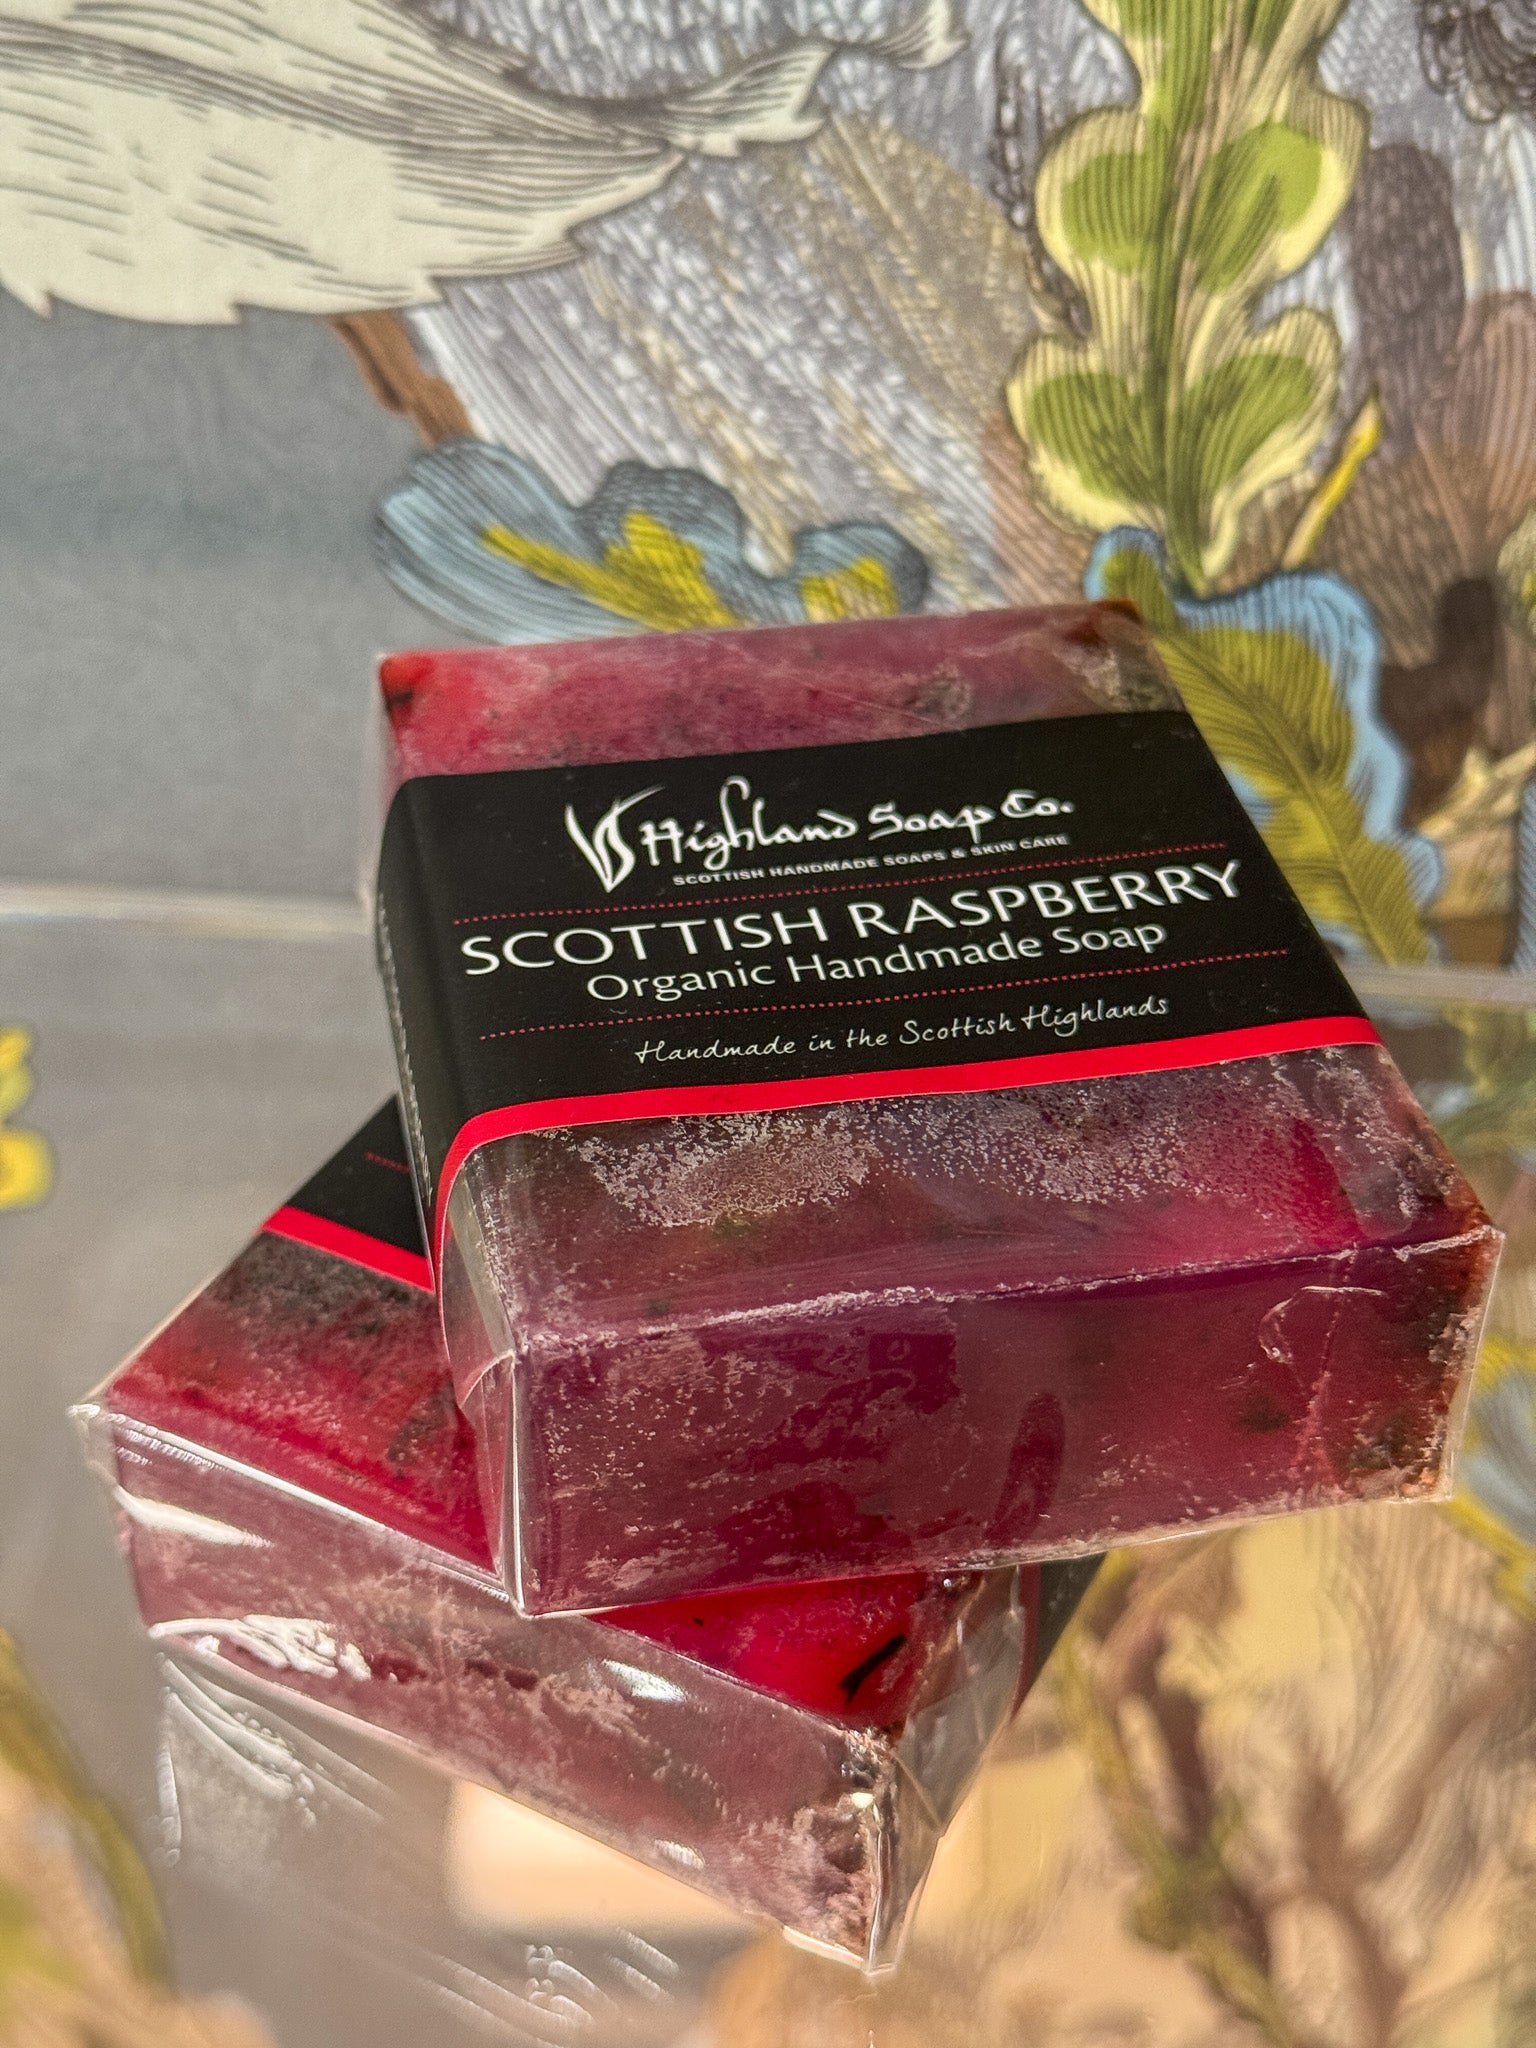 Highland Soap Co.
SCOTTISH HANDMADE SOAPS & SKIN CARE
SCOTTISH RASPBERRY
Organic Handmade Soap
Handmade in the Scottish Highlands